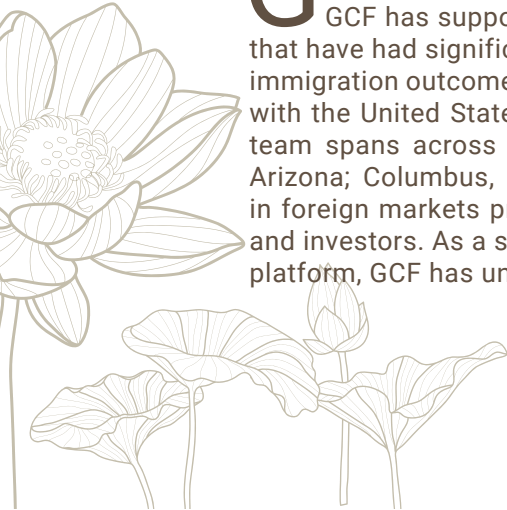 G
GCF has suppo
that have had signific
immigration outcome
with the United State
team spans across
Arizona; Columbus,
in foreign markets p
and investors. As a s
platform, GCF has un